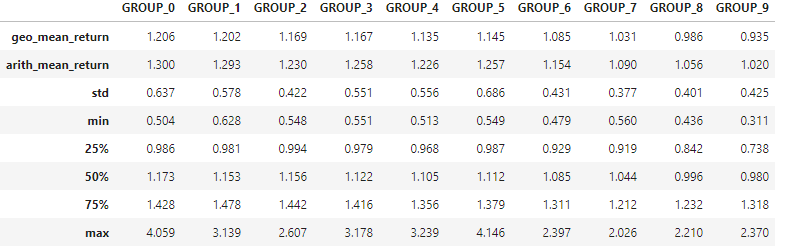 GROUP_0 GROUP_1 GROUP_2 GROUP_3 GROUP_4 GROUP_5 GROUP_6 GROUP_7 GROUP_8 GROUP_9
geo_mean_return 1.206 1.202 1.169 1.167 1.135 1.145 1.085 1.031 0.986 0.935
arith_mean_return 1.300 1.293 1.230 1.258 1.226 1.257 1.154 1.090 1.056 1.020
std 0.637 0.578 0.422 0.551 0.556 0.686 0.431 0.377 0.401 0.425
min 0.504 0.628 0.548 0.551 0.513 0.549 0.479 0.560 0.436 0.311
25% 0.986 0.981 0.994 0.979 0.968 0.987 0.929 0.919 0.842 0.738
50% 1.173 1.153 1.156 1.122 1.105 1.112 1.085 1.044 0.996 0.980
75% 1.428 1.478 1.442 1.416 1.356 1.379 1.311 1.212 1.232 1.318
max 4.059 3.139 2.607 3.178 3.239 4.146 2.397 2.026 2.210 2.370